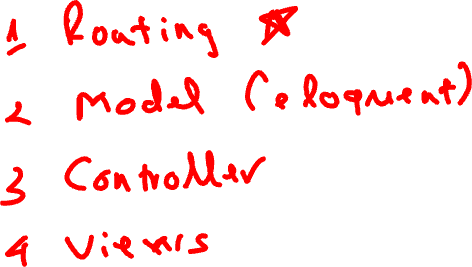 1 Routing ☆
2 Model (eloquent)
3 Controller
4 Views